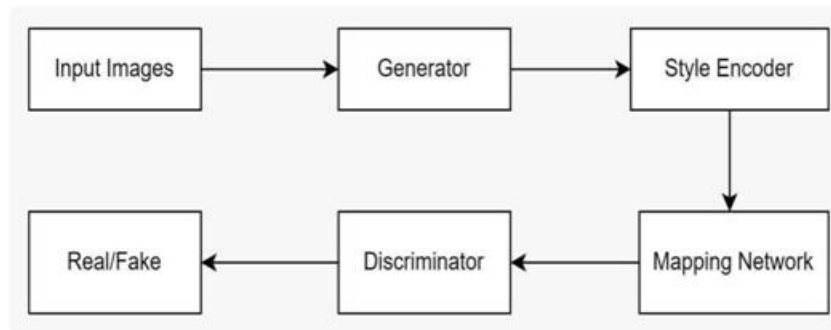 Input Images
Generator
Style Encoder
Mapping Network
Discriminator
Real/Fake